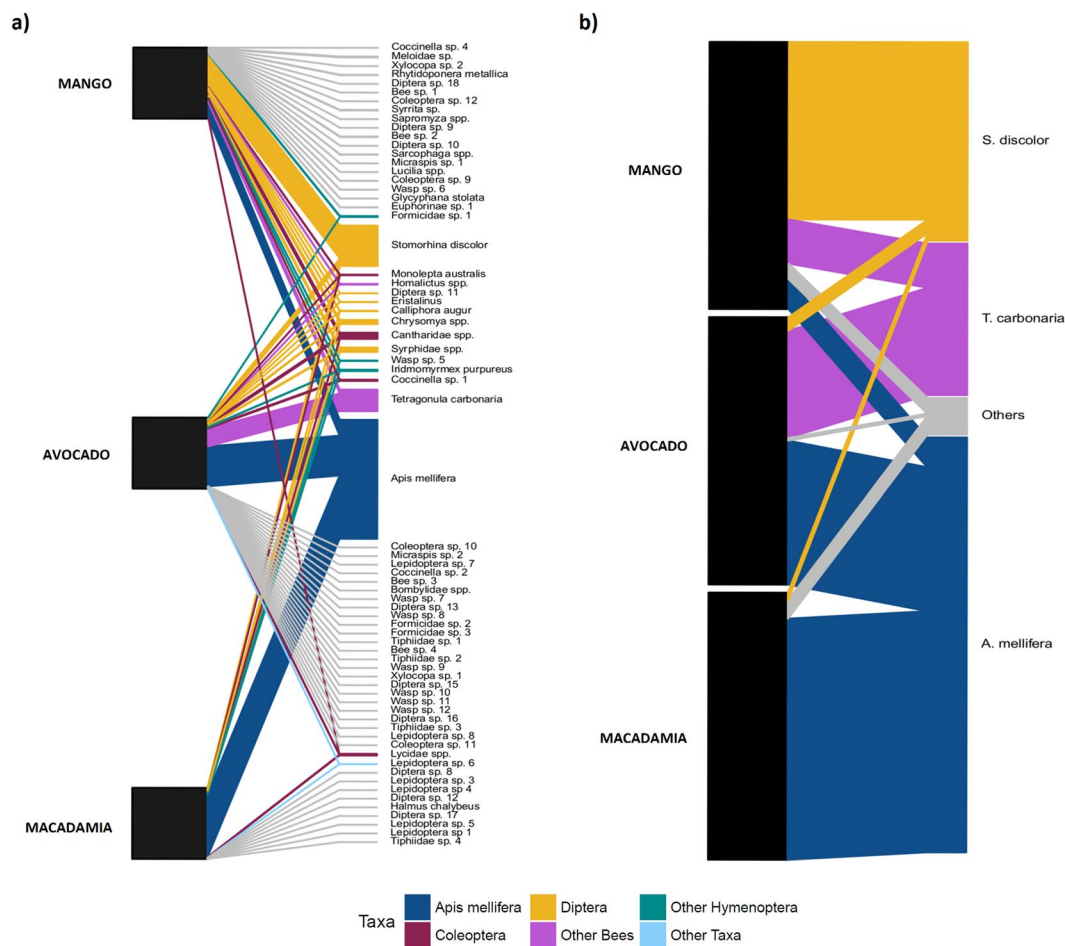 a)
MANGO
AVOCADO
MACADAMIA
Coccinella sp. 4
Meloidae sp.
Xylocopa sp. 2
Rhytidoponera metallica
Diptera sp. 18
Bee sp. 1
Coleoptera sp. 12
Syrrita sp.
Sapromyza spp.
Diptera sp. 9
Bee sp. 2
Diptera sp. 10
Sarcophaga spp.
Micraspis sp. 1
Lucilia spp.
Coleoptera sp. 9
Wasp sp. 6
Glycyphana stolata
Euphorinae sp. 1
Formicidae sp. 1
Stomorhina discolor
Monolepta australis
Homalictus spp.
Diptera sp. 11
Eristalinus
Calliphora augur
Chrysomya spp.
Cantharidae spp.
Syrphidae spp.
Wasp sp. 5
Iridmomyrmex purpureus
Coccinella sp. 1
Tetragonula carbonaria
Apis mellifera
Coleoptera sp. 10
Micraspis sp. 2
Lepidoptera sp. 7
Coccinella sp. 2
Bee sp. 3
Bombylidae spp.
Wasp sp. 7
Diptera sp. 13
Wasp sp. 8
Formicidae sp. 2
Formicidae sp. 3
Tiphiidae sp. 1
Bee sp. 4
Tiphiidae sp. 2
Wasp sp. 9
Xylocopa sp. 1
Diptera sp. 15
Wasp sp. 10
Wasp sp. 11
Wasp sp. 12
Diptera sp. 16
Tiphiidae sp. 3
Lepidoptera sp. 8
Coleoptera sp. 11
Lycidae spp.
Lepidoptera sp. 6
Diptera sp. 8
Lepidoptera sp. 3
Lepidoptera sp 4
Diptera sp. 12
Halmus chalybeus
Diptera sp. 17
Lepidoptera sp. 5
Lepidoptera sp 1
Tiphiidae sp. 4
b)
MANGO
AVOCADO
MACADAMIA
S. discolor
T. carbonaria
Others
A. mellifera
Taxa
Apis mellifera
Diptera
Other Hymenoptera
Coleoptera
Other Bees
Other Taxa